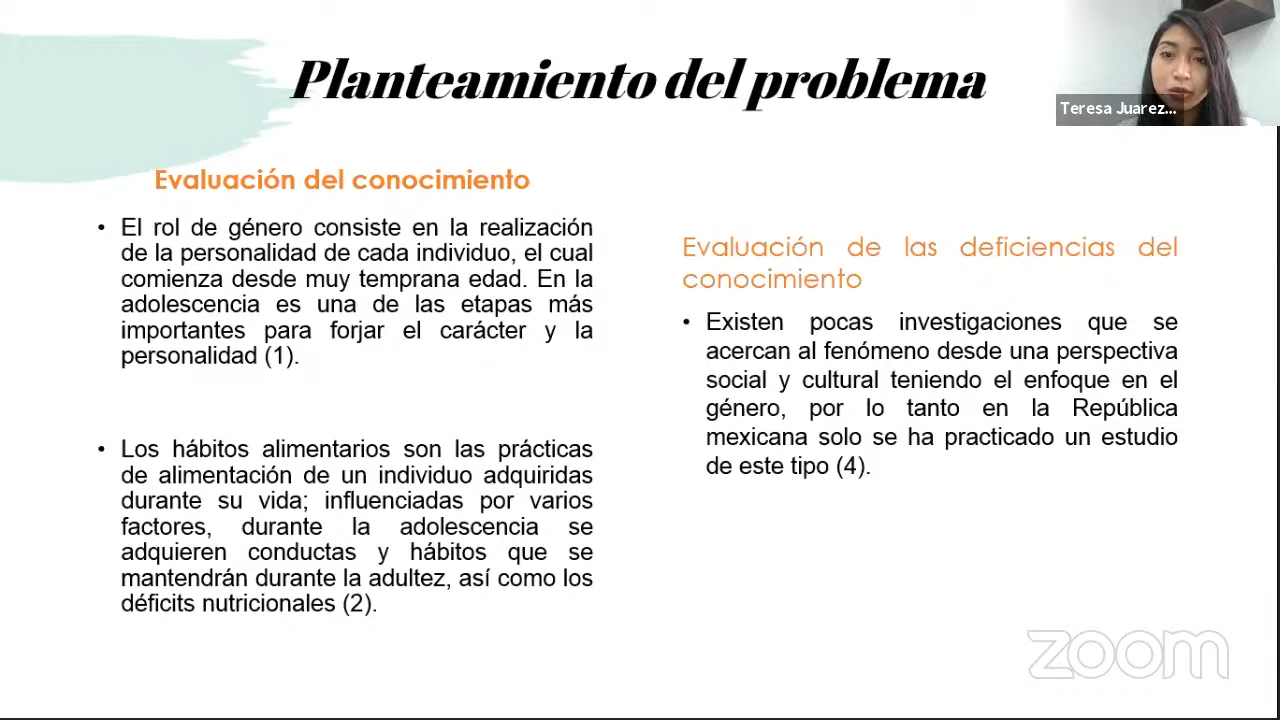 Planteamiento del problema
Teresa Juarez...
Evaluación del conocimiento
• El rol de género consiste en la realización
de la personalidad de cada individuo, el cual
comienza desde muy temprana edad. En la
adolescencia es una de las etapas más
importantes para forjar el carácter y la
personalidad (1).
• Los hábitos alimentarios son las prácticas
de alimentación de un individuo adquiridas
durante su vida; influenciadas por varios
factores, durante la adolescencia se
adquieren conductas y hábitos que se
mantendrán durante la adultez, así como los
déficits nutricionales (2).
Evaluación de las deficiencias del
conocimiento
• Existen pocas investigaciones que se
acercan al fenómeno desde una perspectiva
social y cultural teniendo el enfoque en el
género, por lo tanto en la República
mexicana solo se ha practicado un estudio
de este tipo (4).
zoom